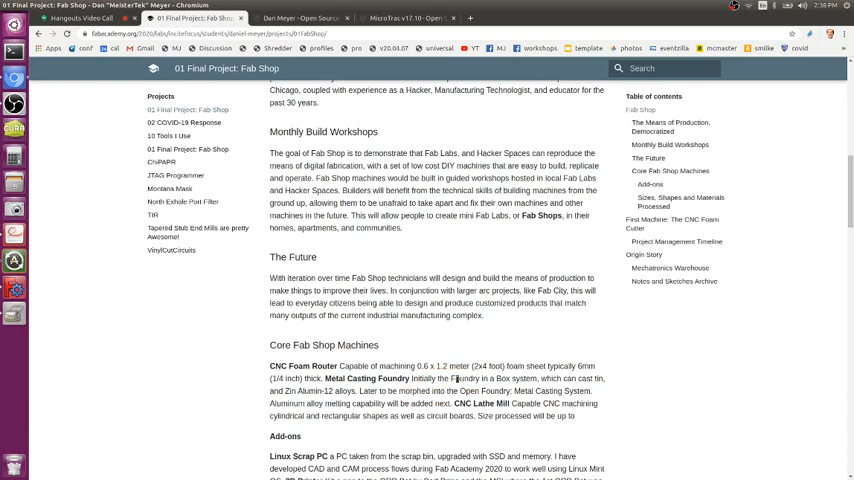 01 Final Project: Fab Shop - Dan "MeisterTek" Meyer - Chromium
2:36 PM
Hangouts Video Call
01 Final Project: Fab Sh
Dan Meyer - Open Source
MicroTrac v17.10 - Open S
fabacademy.org/2020/labs/incitefocus/students/daniel-meyer/projects/01FabShop/
Apps conf cal Gmail MJ Discussion Shredder profiles pro v20.04.07 universal YT MJ workshops template photos eventzilla mcmaster smilke covid
01 Final Project: Fab Shop
Search
Projects
01 Final Project: Fab Shop
02 COVID-19 Response
10 Tools I Use
01 Final Project: Fab Shop
ChiPAPR
JTAG Programmer
Montana Mask
North Exhale Port Filter
TIR
Tapered Stub End Mills are pretty
Awesome!
VinylCutCircuits
Chicago, coupled with experience as a Hacker, Manufacturing Technologist, and educator for the
past 30 years.
Monthly Build Workshops
The goal of Fab Shop is to demonstrate that Fab Labs, and Hacker Spaces can reproduce the
means of digital fabrication, with a set of low cost DIY machines that are easy to build, replicate
and operate. Fab Shop machines would be built in guided workshops hosted in local Fab Labs
and Hacker Spaces. Builders will benefit from the technical skills of building machines from the
ground up, allowing them to be unafraid to take apart and fix their own machines and other
machines in the future. This will allow people to create mini Fab Labs, or Fab Shops, in their
homes, apartments, and communities.
The Future
With iteration over time Fab Shop technicians will design and build the means of production to
make things to improve their lives. In conjunction with larger arc projects, like Fab City, this will
lead to everyday citizens being able to design and produce customized products that match
many outputs of the current industrial manufacturing complex.
Core Fab Shop Machines
CNC Foam Router Capable of machining 0.6 x 1.2 meter (2x4 foot) foam sheet typically 6mm
(1/4 inch) thick. Metal Casting Foundry Initially the Foundry in a Box system, which can cast tin,
and Zin Alumin-12 alloys. Later to be morphed into the Open Foundry: Metal Casting System.
Aluminum alloy melting capability will be added next. CNC Lathe Mill Capable CNC machining
cylindrical and rectangular shapes as well as circuit boards. Size processed will be up to
Add-ons
Linux Scrap PC a PC taken from the scrap bin, upgraded with SSD and memory. I have
developed CAD and CAM process flows during Fab Academy 2020 to work well using Linux Mint
Table of contents
Fab Shop
The Means of Production,
Democratized
Monthly Build Workshops
The Future
Core Fab Shop Machines
Add-ons
Sizes, Shapes and Materials
Processed
First Machine: The CNC Foam
Cutter
Project Management Timeline
Origin Story
Mechatronics Warehouse
Notes and Sketches Archive